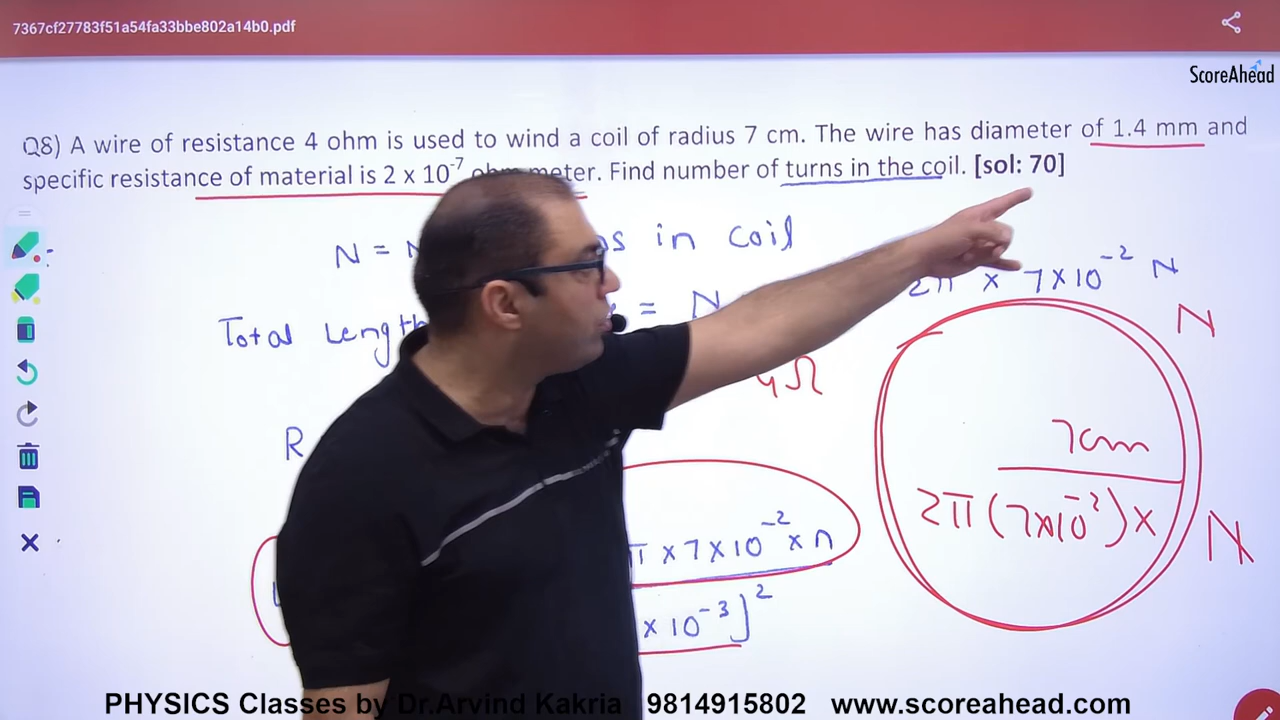 7367cf27783f51a54fa33bbe802a14b0.pdf
ScoreAhead
Q8) A wire of resistance 4 ohm is used to wind a coil of radius 7 cm. The wire has diameter of 1.4 mm and
specific resistance of material is 2 x 10⁻⁷ ohm meter. Find number of turns in the coil. [sol: 70]
N = in coil
2π × 7×10⁻² N
= N
Total Length
N
4Ω
R
7cm
π × 7×10⁻² × n
2π(7×10⁻²)×
N
× 10⁻³]²
PHYSICS Classes by Dr.Arvind Kakria 9814915802 www.scoreahead.com